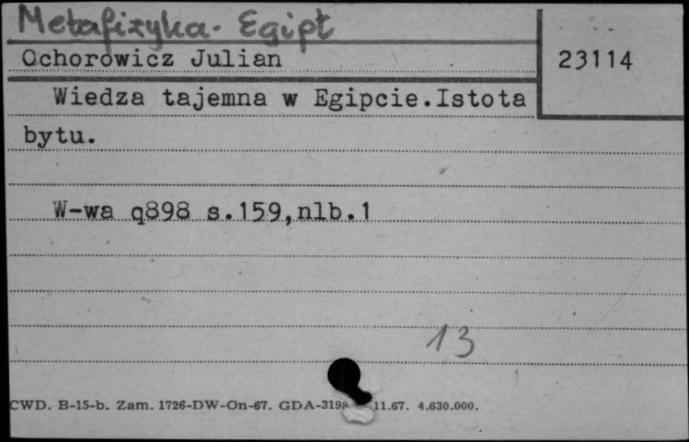 Metafizyka - Egipt
Ochorowicz Julian
23114
Wiedza tajemna w Egipcie.Istota
bytu.
W-wa q898 s.159,nlb.1
13
CWD. B-15-b. Zam. 1726-DW-On-67. GDA-319 11.67. 4.630.000.